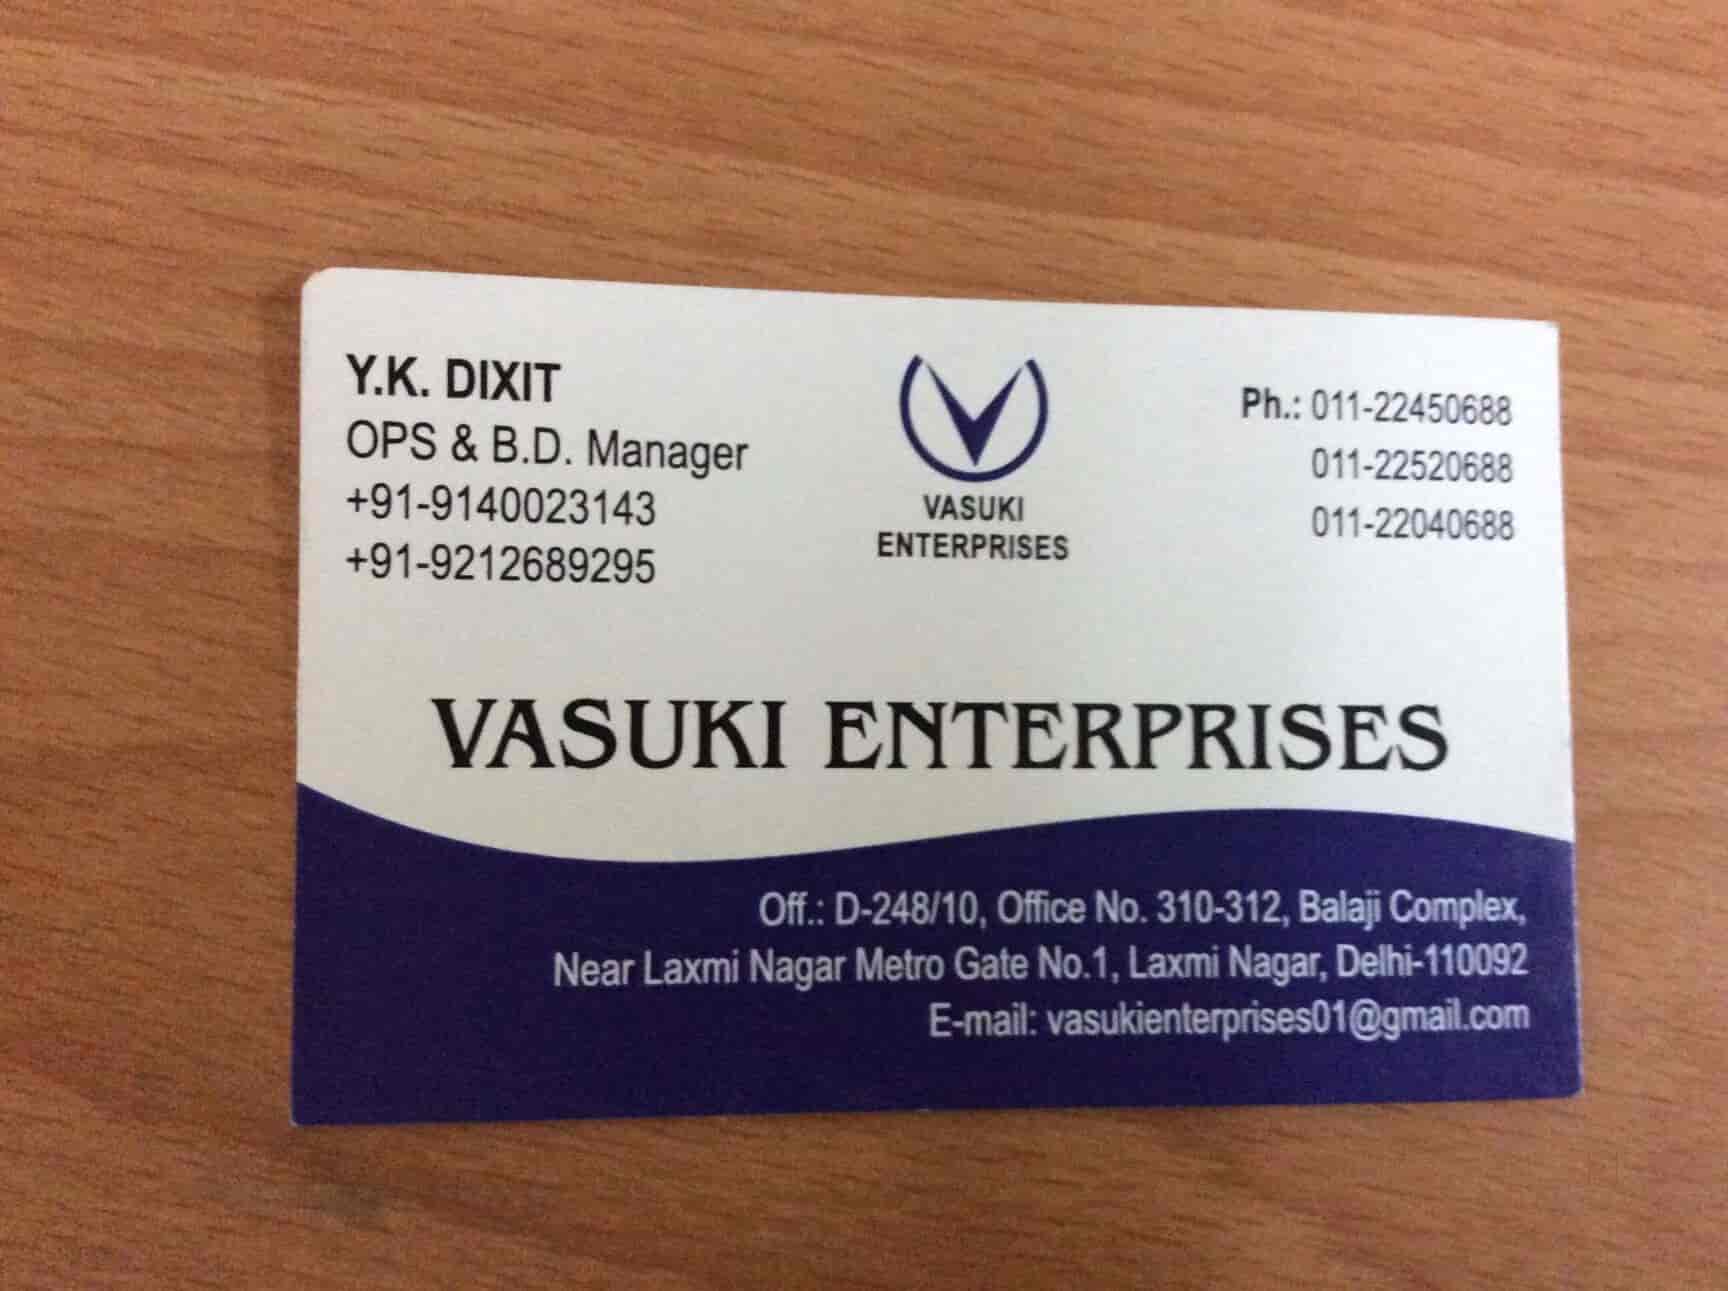 Y.K. DIXIT
OPS & B.D. Manager
+91-9140023143
+91-9212689295
VASUKI
ENTERPRISES
Ph.: 011-22450688
011-22520688
011-22040688
VASUKI ENTERPRISES
Off.: D-248/10, Office No. 310-312, Balaji Complex,
Near Laxmi Nagar Metro Gate No.1, Laxmi Nagar, Delhi-110092
E-mail: vasukienterprises01@gmail.com